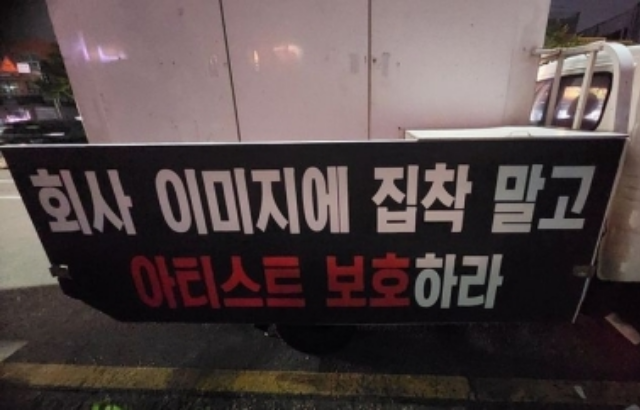 회사 이미지에 집착 말고
아티스트 보호하라